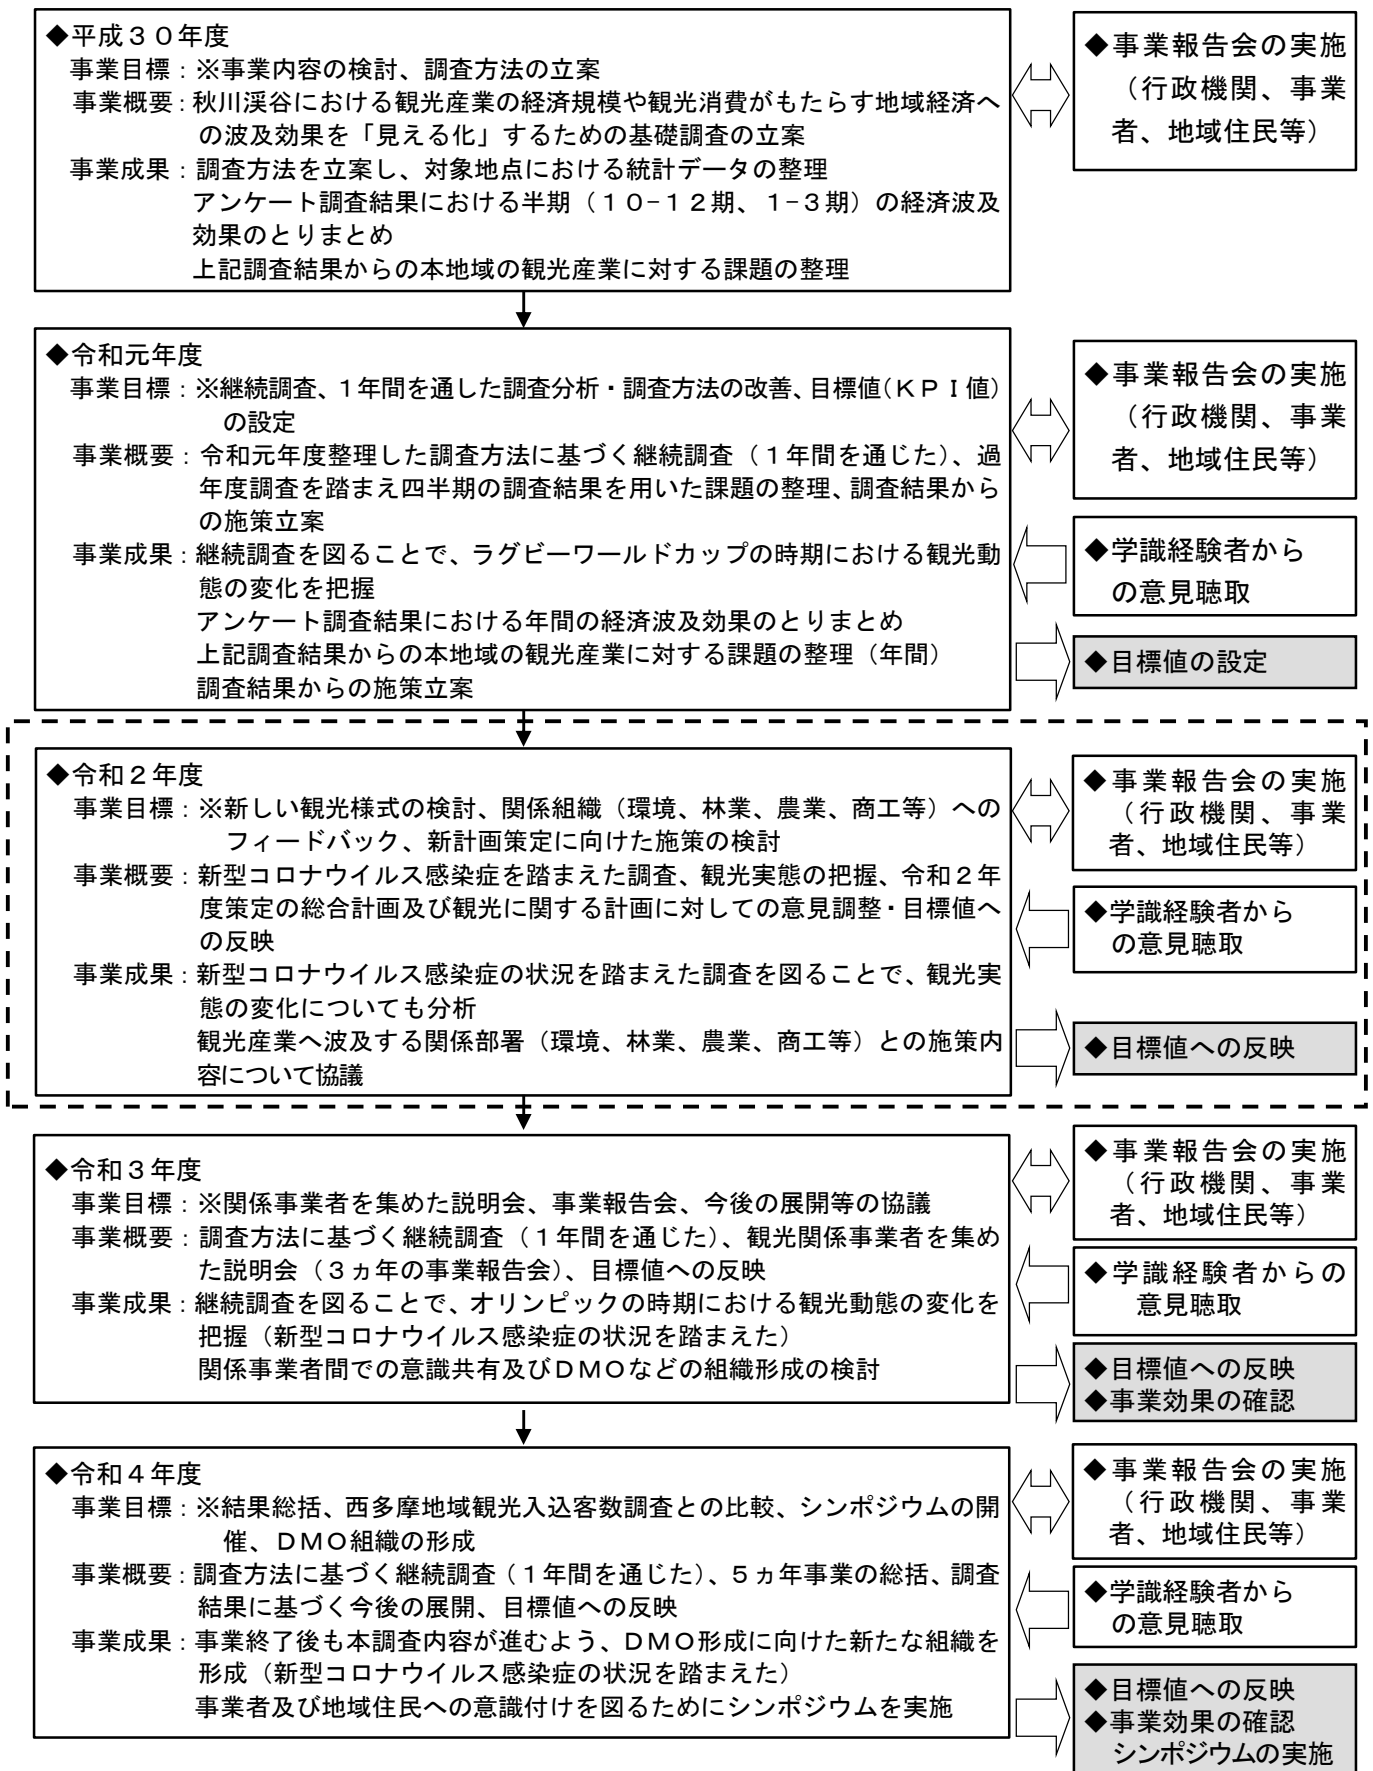 ◆平成３０年度
事業目標：※事業内容の検討、調査方法の立案
事業概要：秋川渓谷における観光産業の経済規模や観光消費がもたらす地域経済へ
の波及効果を「見える化」するための基礎調査の立案
事業成果：調査方法を立案し、対象地点における統計データの整理
アンケート調査結果における半期（１０−１２期、１−３期）の経済波及
効果のとりまとめ
上記調査結果からの本地域の観光産業に対する課題の整理
◆事業報告会の実施
（行政機関、事業
者、地域住民等）
◆令和元年度
事業目標：※継続調査、１年間を通した調査分析・調査方法の改善、目標値（ＫＰＩ値）
の設定
事業概要：令和元年度整理した調査方法に基づく継続調査（１年間を通じた）、過
年度調査を踏まえ四半期の調査結果を用いた課題の整理、調査結果から
の施策立案
事業成果：継続調査を図ることで、ラグビーワールドカップの時期における観光動
態の変化を把握
アンケート調査結果における年間の経済波及効果のとりまとめ
上記調査結果からの本地域の観光産業に対する課題の整理（年間）
調査結果からの施策立案
◆事業報告会の実施
（行政機関、事業
者、地域住民等）
◆学識経験者から
の意見聴取
◆目標値の設定
◆令和２年度
事業目標：※新しい観光様式の検討、関係組織（環境、林業、農業、商工等）への
フィードバック、新計画策定に向けた施策の検討
事業概要：新型コロナウイルス感染症を踏まえた調査、観光実態の把握、令和２年
度策定の総合計画及び観光に関する計画に対しての意見調整・目標値へ
の反映
事業成果：新型コロナウイルス感染症の状況を踏まえた調査を図ることで、観光実
態の変化についても分析
観光産業へ波及する関係部署（環境、林業、農業、商工等）との施策内
容について協議
◆事業報告会の実施
（行政機関、事業
者、地域住民等）
◆学識経験者から
の意見聴取
◆目標値への反映
◆令和３年度
事業目標：※関係事業者を集めた説明会、事業報告会、今後の展開等の協議
事業概要：調査方法に基づく継続調査（１年間を通じた）、観光関係事業者を集め
た説明会（３ヵ年の事業報告会）、目標値への反映
事業成果：継続調査を図ることで、オリンピックの時期における観光動態の変化を
把握（新型コロナウイルス感染症の状況を踏まえた）
関係事業者間での意識共有及びＤＭＯなどの組織形成の検討
◆事業報告会の実施
（行政機関、事業
者、地域住民等）
◆学識経験者からの
意見聴取
◆目標値への反映
◆事業効果の確認
◆令和４年度
事業目標：※結果総括、西多摩地域観光入込客数調査との比較、シンポジウムの開
催、ＤＭＯ組織の形成
事業概要：調査方法に基づく継続調査（１年間を通じた）、５ヵ年事業の総括、調査
結果に基づく今後の展開、目標値への反映
事業成果：事業終了後も本調査内容が進むよう、ＤＭＯ形成に向けた新たな組織を
形成（新型コロナウイルス感染症の状況を踏まえた）
事業者及び地域住民への意識付けを図るためにシンポジウムを実施
◆事業報告会の実施
（行政機関、事業
者、地域住民等）
◆学識経験者から
の意見聴取
◆目標値への反映
◆事業効果の確認
シンポジウムの実施